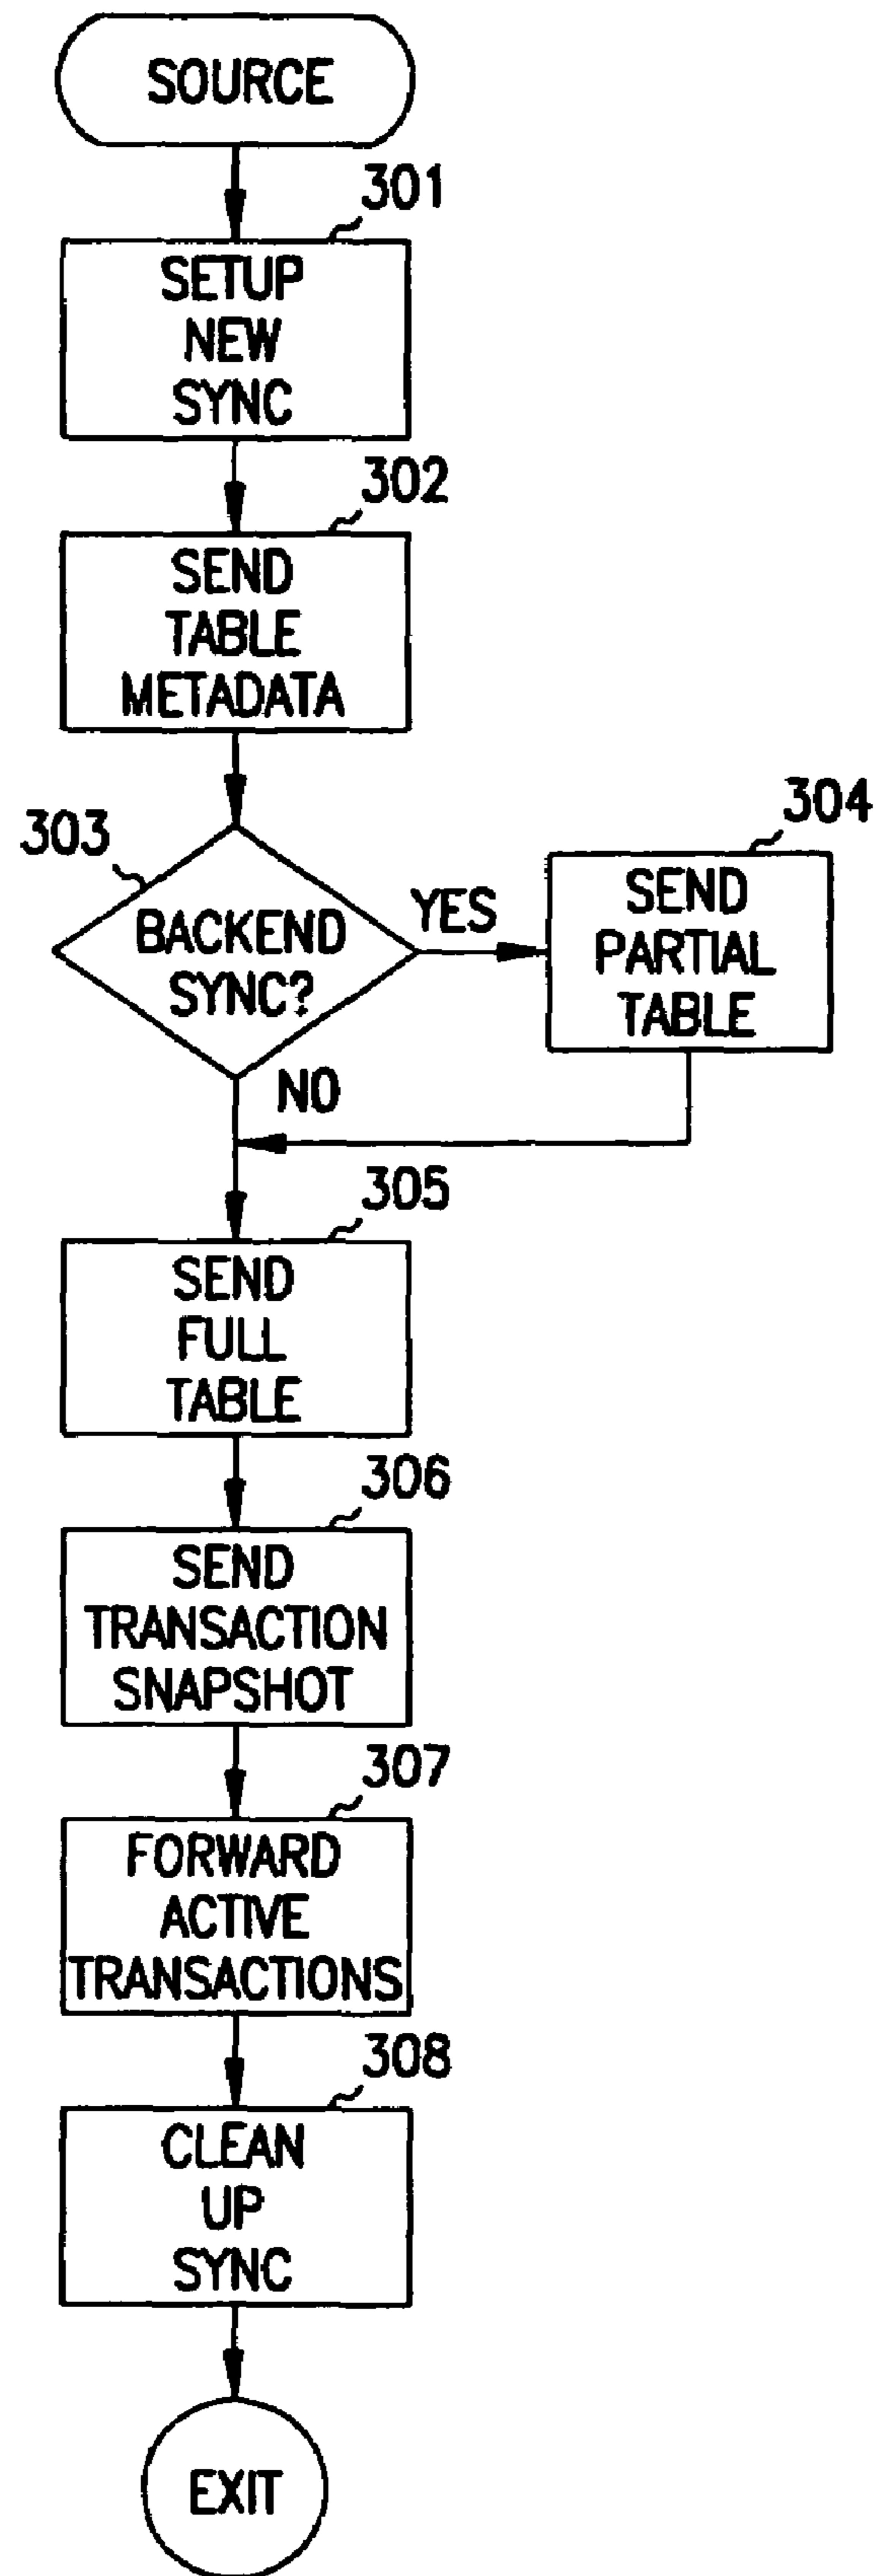 SOURCE
301
SETUP
NEW
SYNC
302
SEND
TABLE
METADATA
303
BACKEND
SYNC?
YES
304
SEND
PARTIAL
TABLE
NO
305
SEND
FULL
TABLE
306
SEND
TRANSACTION
SNAPSHOT
307
FORWARD
ACTIVE
TRANSACTIONS
308
CLEAN
UP
SYNC
EXIT